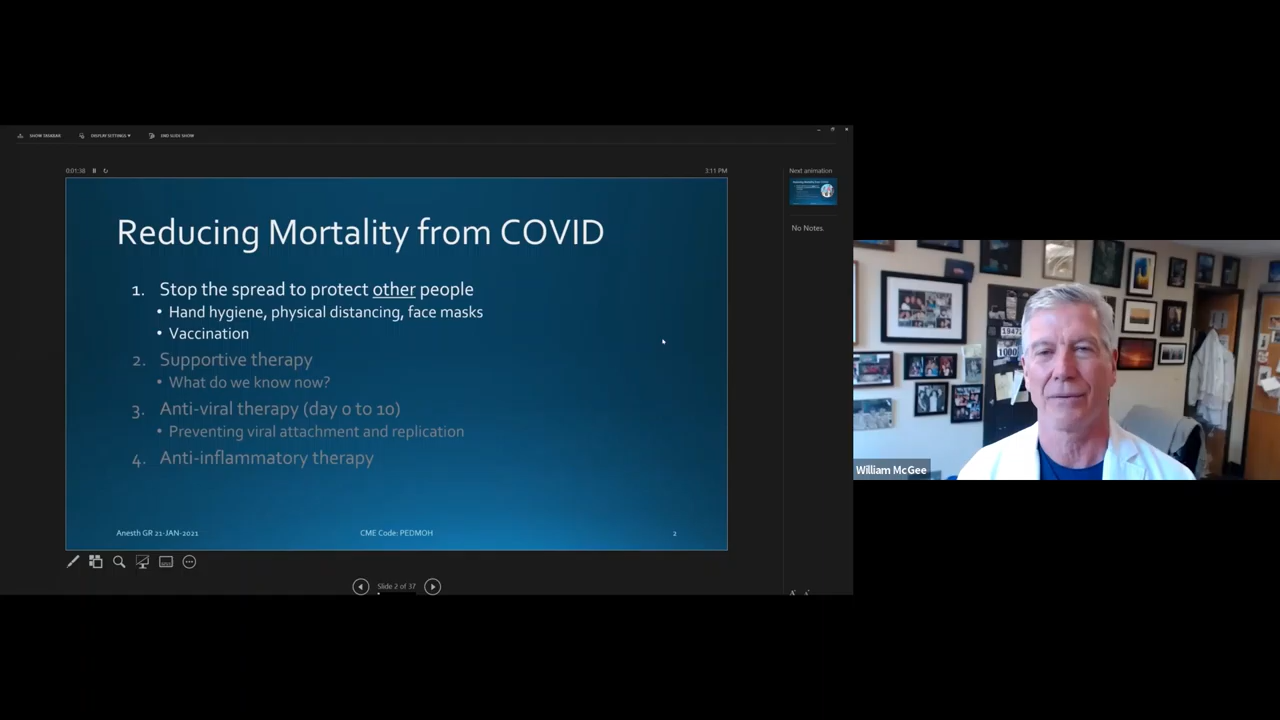 SHOW TASKBAR
DISPLAY SETTINGS ▾
END SLIDE SHOW
0:01:38
3:11 PM
Next animation
Reducing Mortality from COVID
No Notes.
1. Stop the spread to protect other people
• Hand hygiene, physical distancing, face masks
• Vaccination
2. Supportive therapy
• What do we know now?
3. Anti-viral therapy (day 0 to 10)
• Preventing viral attachment and replication
4. Anti-inflammatory therapy
Anesth GR 21-JAN-2021
CME Code: PEDMOH
2
Slide 2 of 37
William McGee